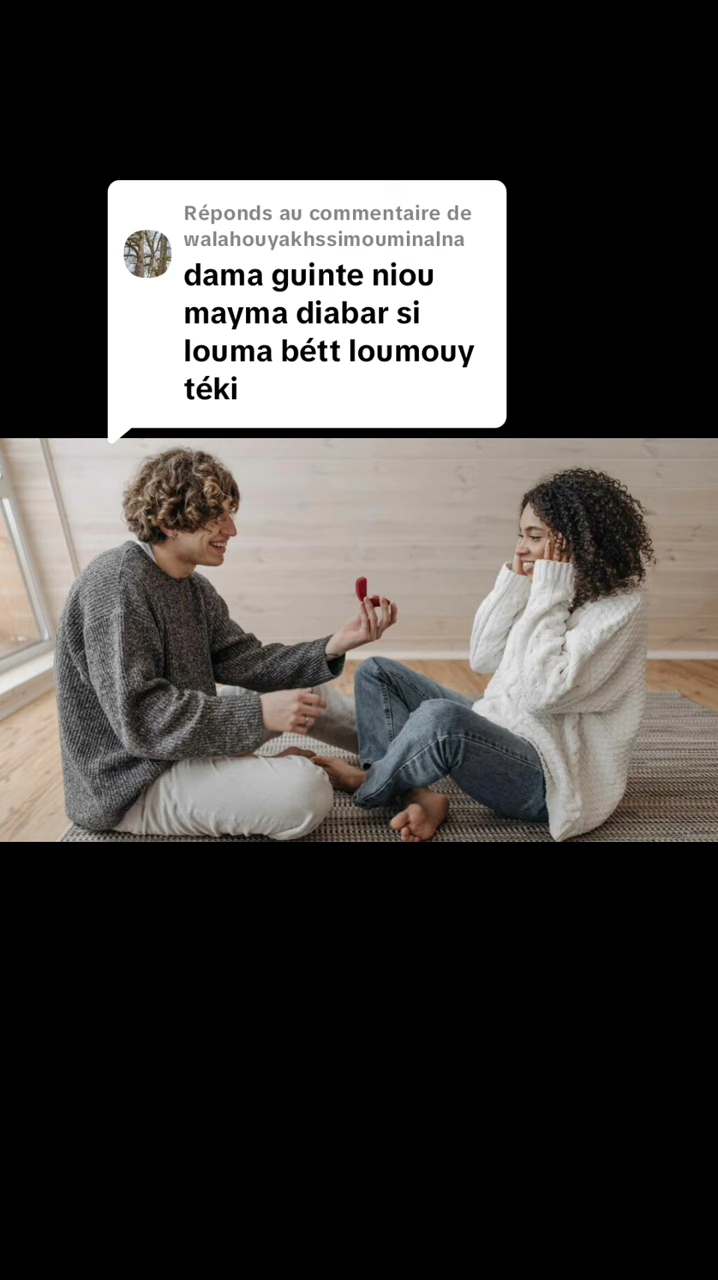 Réponds au commentaire de
walahouyakhssimouminalna
dama guinte niou
mayma diabar si
louma bétt loumouy
téki